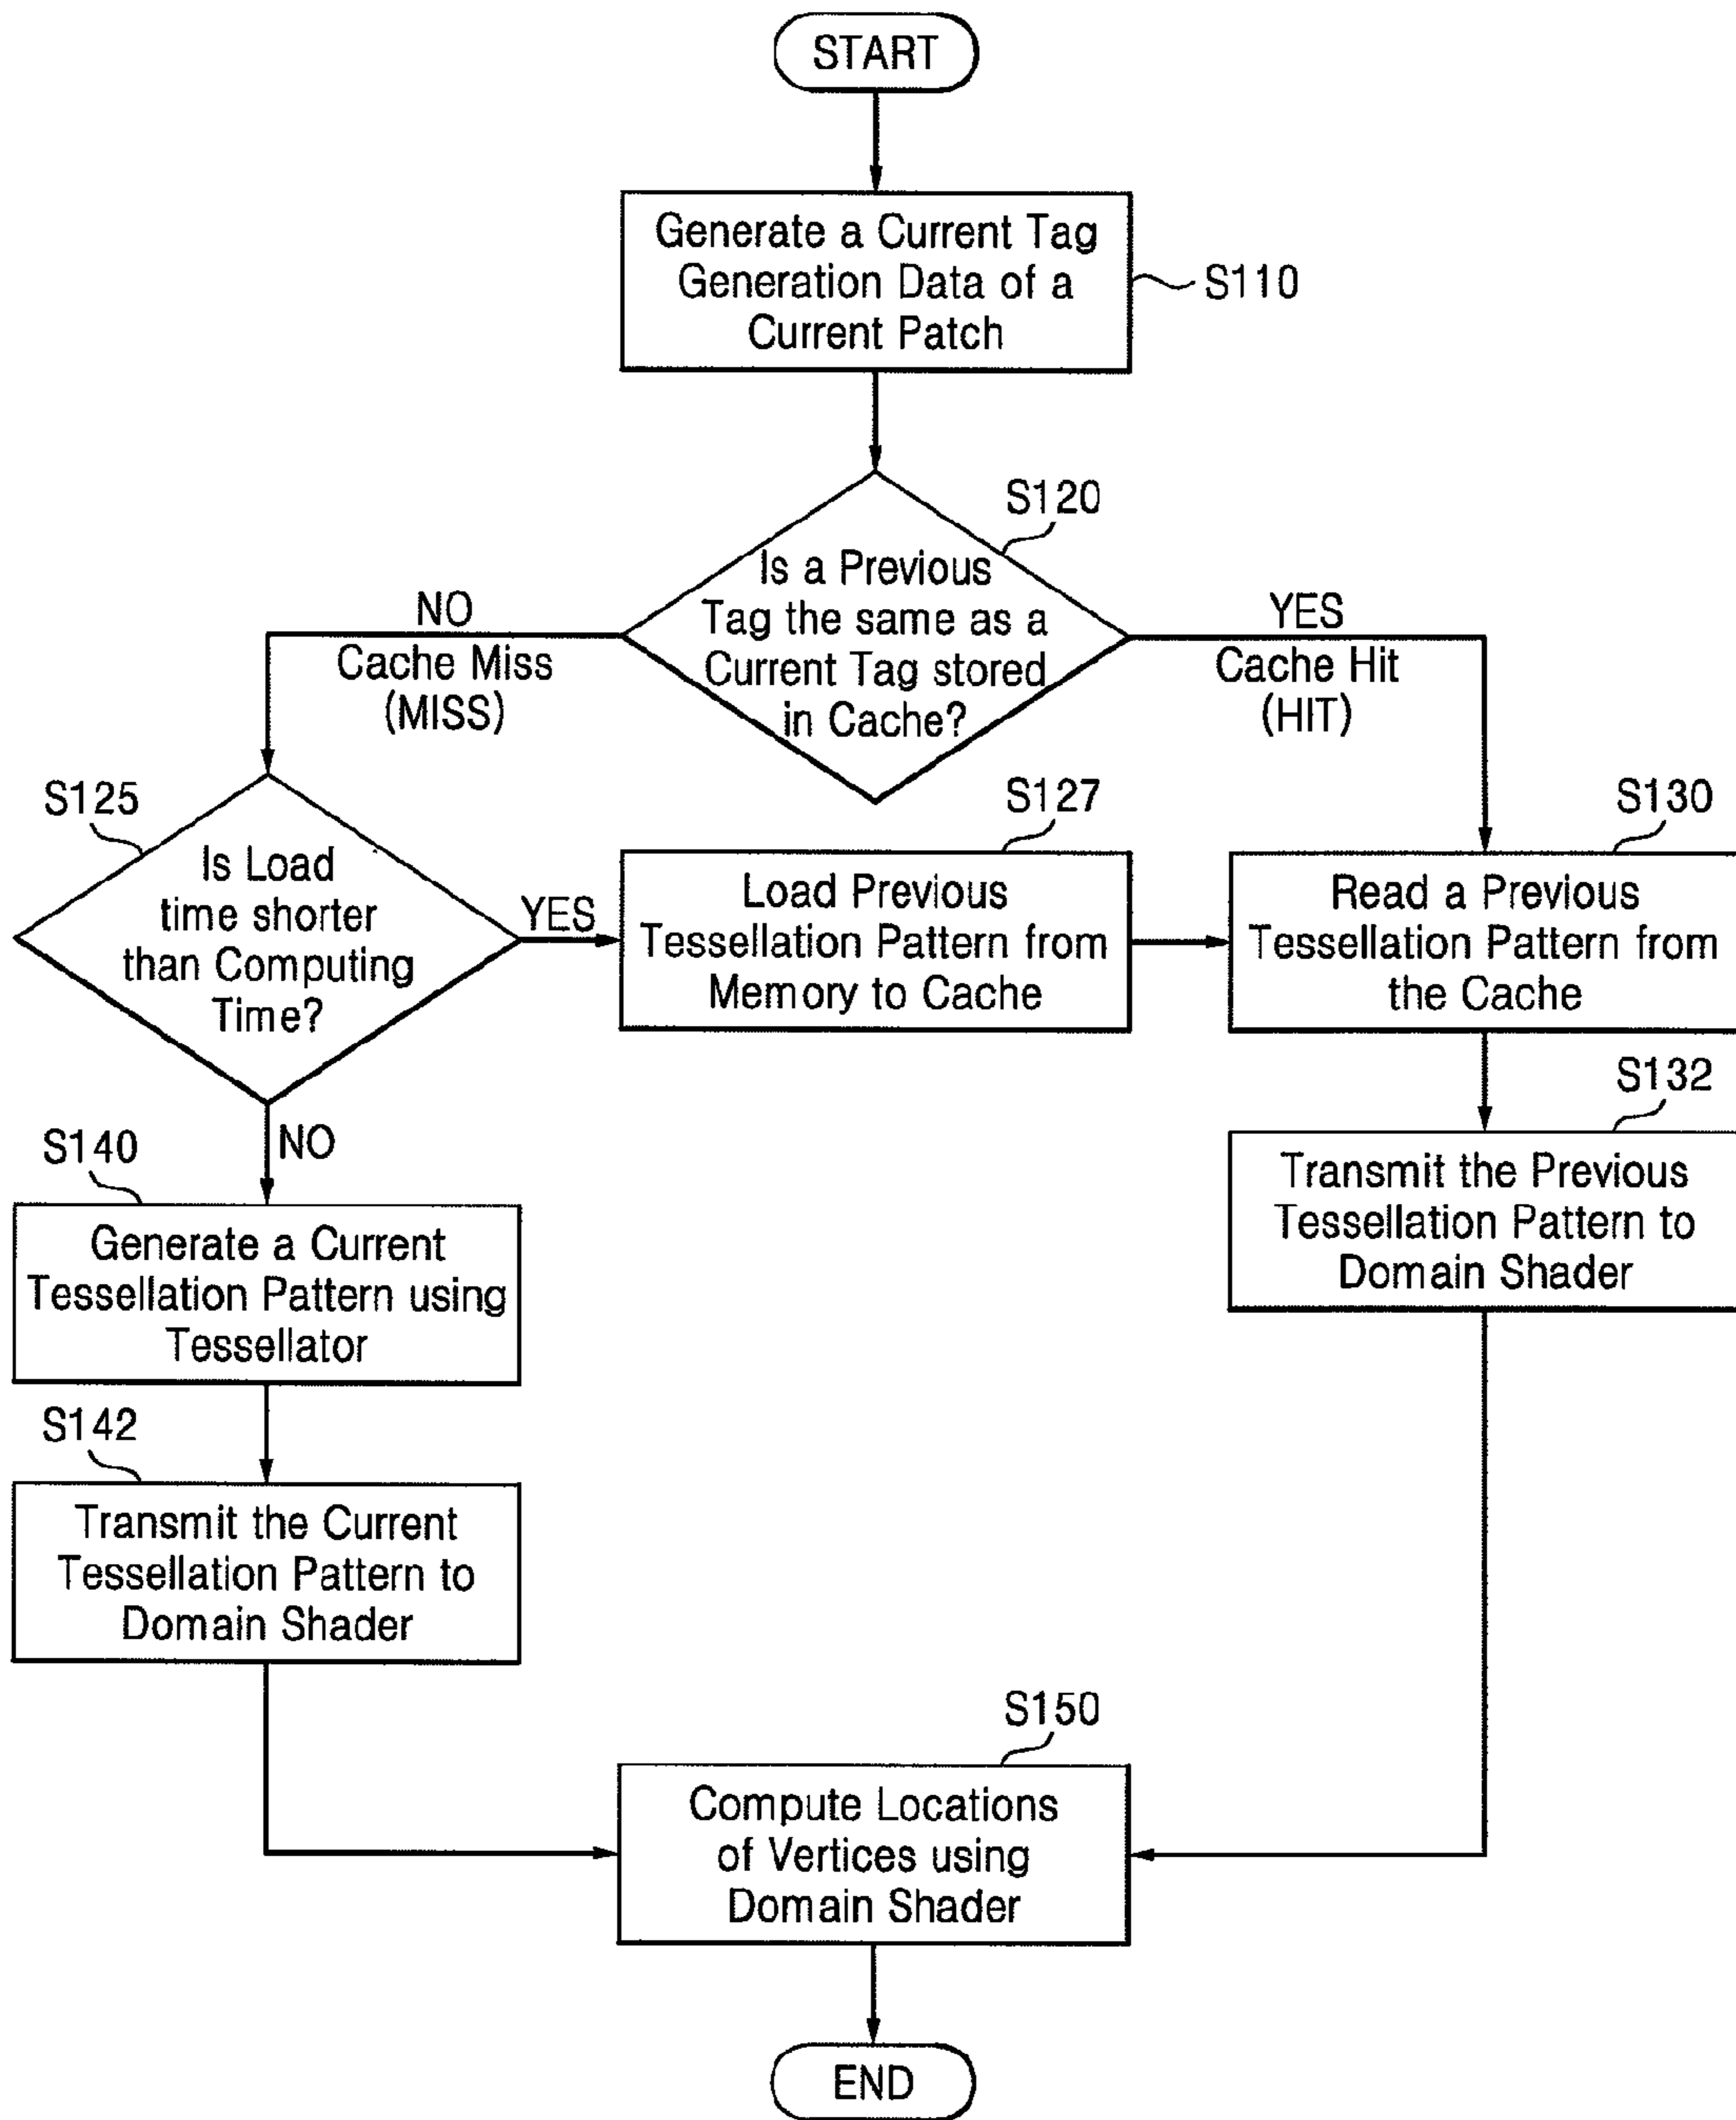 START
Generate a Current Tag
Generation Data of a
Current Patch
S110
S120
Is a Previous
Tag the same as a
Current Tag stored
in Cache?
NO
Cache Miss
(MISS)
YES
Cache Hit
(HIT)
S125
Is Load
time shorter
than Computing
Time?
YES
S127
Load Previous
Tessellation Pattern from
Memory to Cache
S130
Read a Previous
Tessellation Pattern from
the Cache
NO
S132
Transmit the Previous
Tessellation Pattern to
Domain Shader
S140
Generate a Current
Tessellation Pattern using
Tessellator
S142
Transmit the Current
Tessellation Pattern to
Domain Shader
S150
Compute Locations
of Vertices using
Domain Shader
END